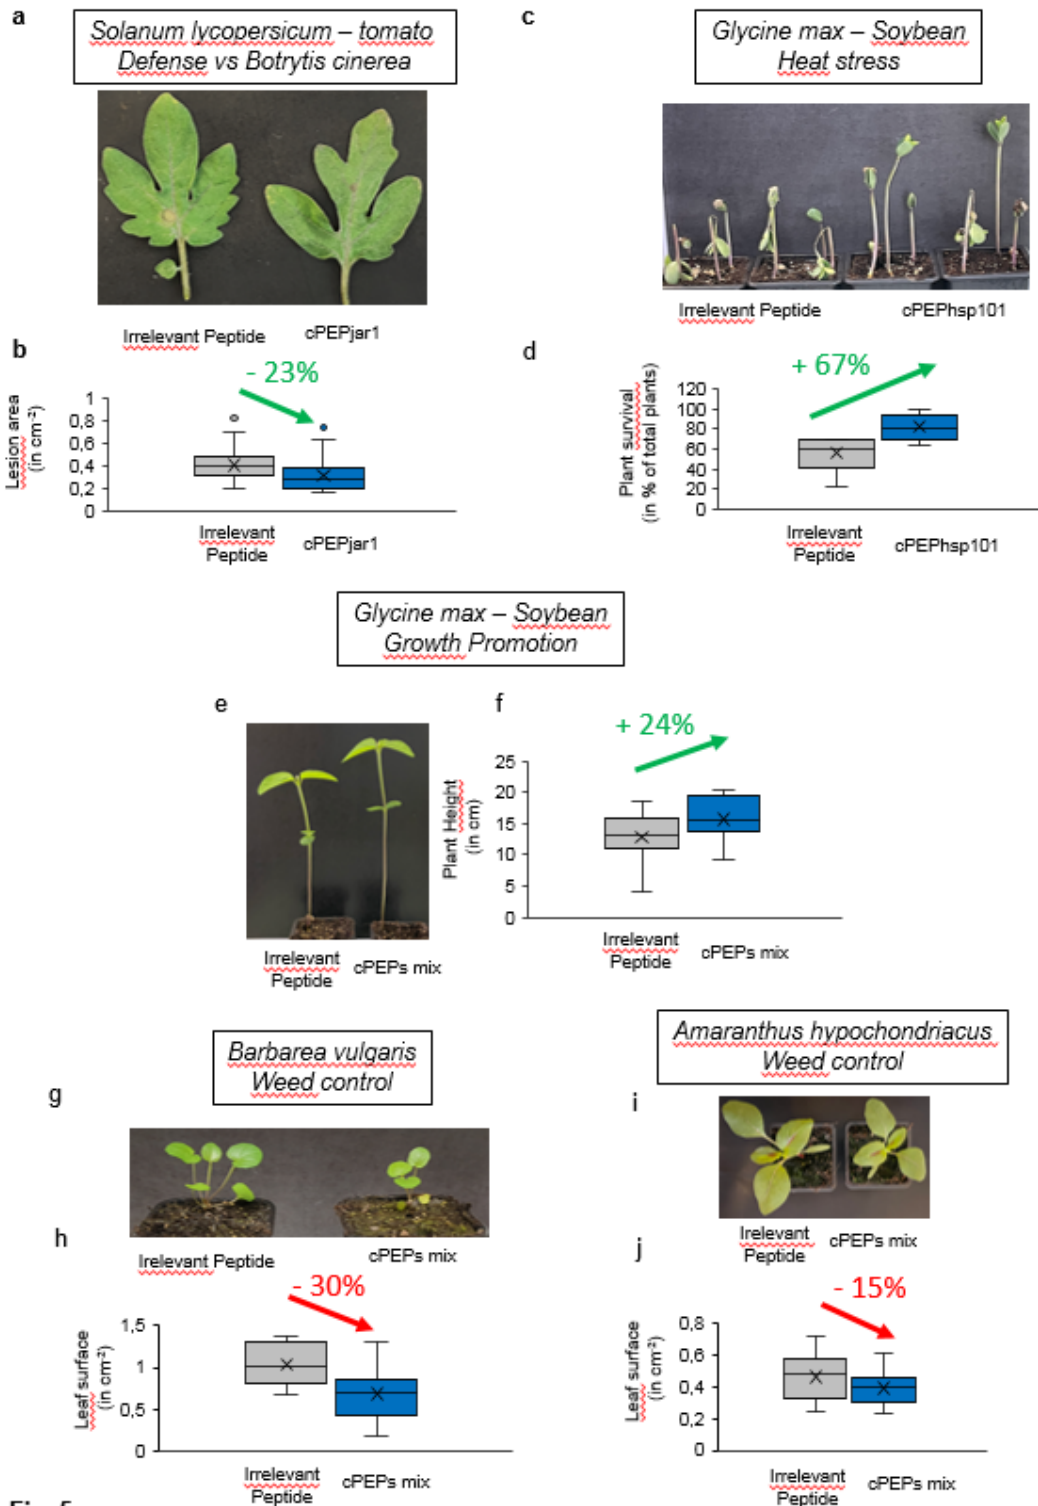 a
Solanum lycopersicum – tomato
Defense vs Botrytis cinerea
c
Glycine max – Soybean
Heat stress
Irrelevant Peptide
cPEPjar1
Irrelevant Peptide
cPEPhsp101
b
- 23%
Lesion area
(in cm⁻²)
1
0,8
0,6
0,4
0,2
0
Irrelevant
Peptide
cPEPjar1
d
+ 67%
Plant survival
(in % of total plants)
120
100
80
60
40
20
0
Irrelevant
Peptide
cPEPhsp101
Glycine max – Soybean
Growth Promotion
e
Irrelevant
Peptide
cPEPs mix
f
+ 24%
Plant Height
(in cm)
25
20
15
10
5
0
Irrelevant
Peptide
cPEPs mix
Barbarea vulgaris
Weed control
g
Irelevant Peptide
cPEPs mix
Amaranthus hypochondriacus
Weed control
i
Irelevant
Peptide
cPEPs mix
h
- 30%
Leaf surface
(in cm⁻²)
1,5
1
0,5
0
Irrelevant
Peptide
cPEPs mix
j
- 15%
Leaf surface
(in cm⁻²)
0,8
0,6
0,4
0,2
0
Irrelevant
Peptide
cPEPs mix